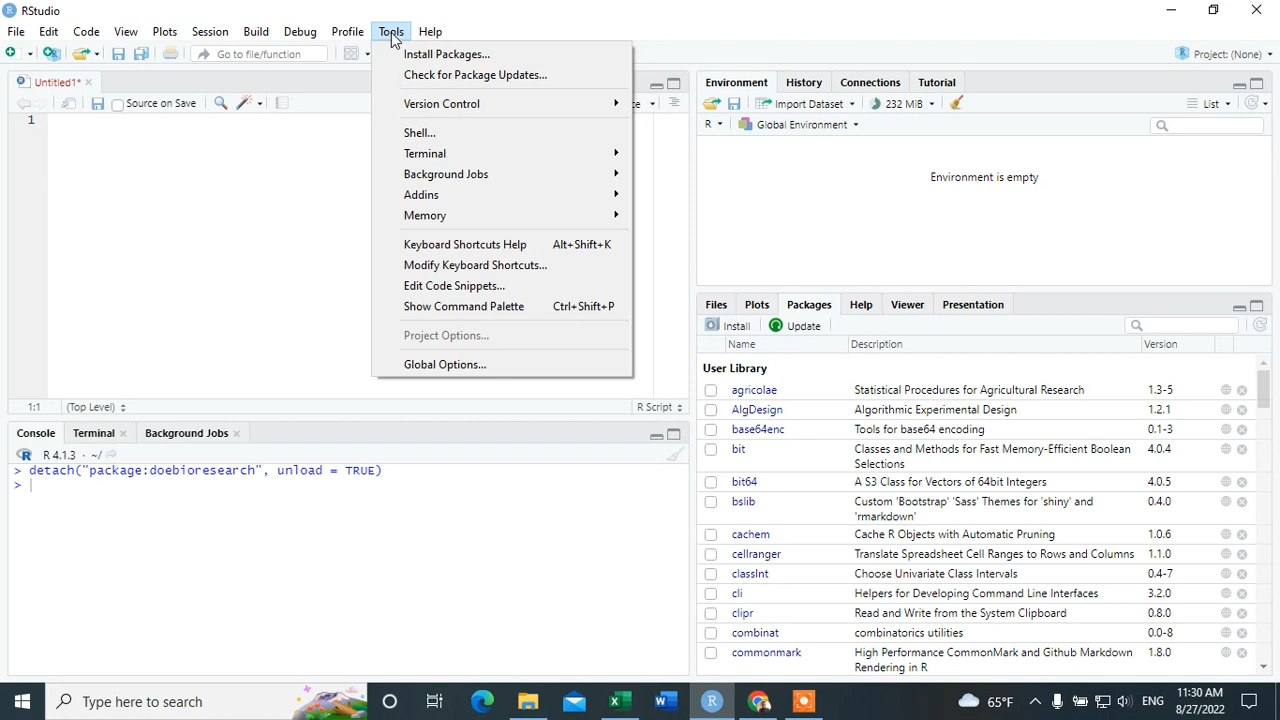 RStudio
File Edit Code View Plots Session Build Debug Profile Tools Help
Go to file/function
Project: (None)
Untitled1*
Source on Save
1
1:1 (Top Level) R Script
Install Packages...
Check for Package Updates...
Version Control
Shell...
Terminal
Background Jobs
Addins
Memory
Keyboard Shortcuts Help Alt+Shift+K
Modify Keyboard Shortcuts...
Edit Code Snippets...
Show Command Palette Ctrl+Shift+P
Project Options...
Global Options...
Console Terminal Background Jobs
R 4.1.3 · ~/
> detach("package:doebioresearch", unload = TRUE)
>
Environment History Connections Tutorial
Import Dataset 232 MiB List
R Global Environment
Environment is empty
Files Plots Packages Help Viewer Presentation
Install Update
Name Description Version
User Library
agricolae Statistical Procedures for Agricultural Research 1.3-5
AlgDesign Algorithmic Experimental Design 1.2.1
base64enc Tools for base64 encoding 0.1-3
bit Classes and Methods for Fast Memory-Efficient Boolean 4.0.4
Selections
bit64 A S3 Class for Vectors of 64bit Integers 4.0.5
bslib Custom 'Bootstrap' 'Sass' Themes for 'shiny' and 0.4.0
'rmarkdown'
cachem Cache R Objects with Automatic Pruning 1.0.6
cellranger Translate Spreadsheet Cell Ranges to Rows and Columns 1.1.0
classInt Choose Univariate Class Intervals 0.4-7
cli Helpers for Developing Command Line Interfaces 3.2.0
clipr Read and Write from the System Clipboard 0.8.0
combinat combinatorics utilities 0.0-8
commonmark High Performance CommonMark and Github Markdown 1.8.0
Rendering in R
Type here to search
65°F ENG 11:30 AM
8/27/2022